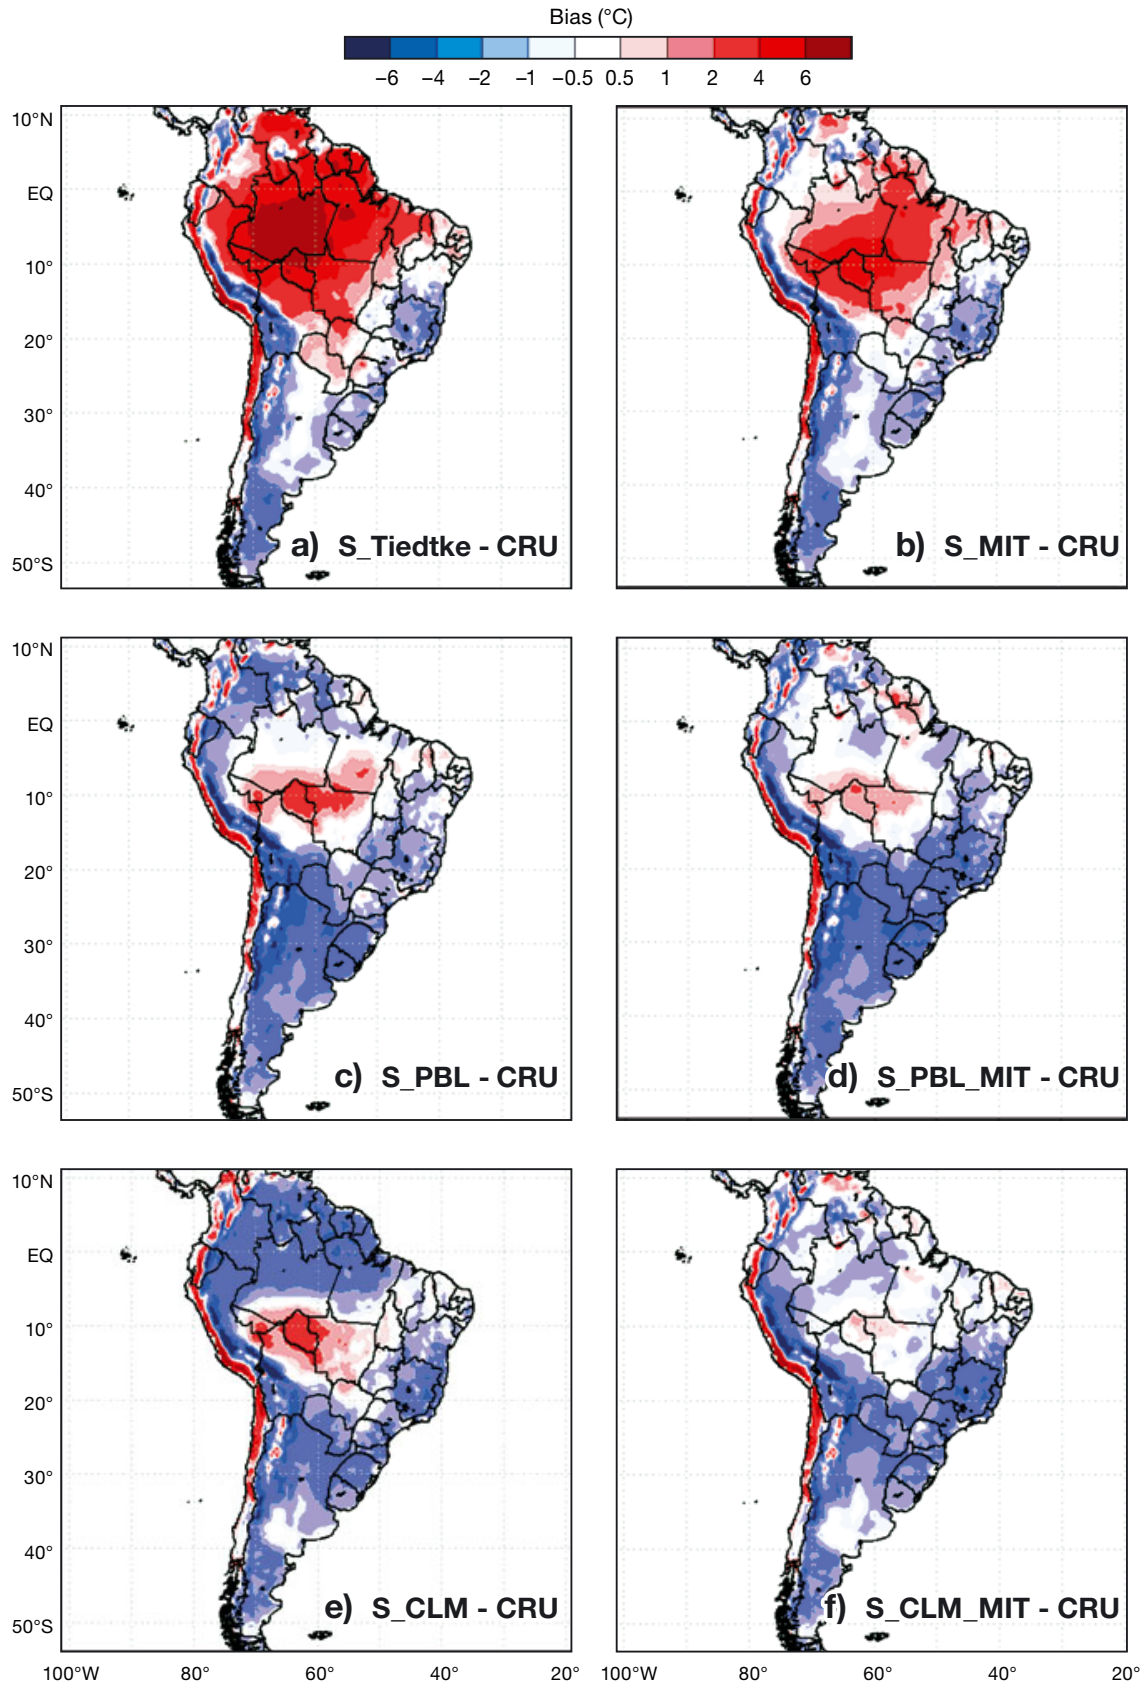 Bias (°C)
−6 −4 −2 −1 −0.5 0.5 1 2 4 6
10°N
EQ
10°
20°
30°
40°
50°S
a) S_Tiedtke - CRU
b) S_MIT - CRU
10°N
EQ
10°
20°
30°
40°
50°S
c) S_PBL - CRU
d) S_PBL_MIT - CRU
10°N
EQ
10°
20°
30°
40°
50°S
e) S_CLM - CRU
f) S_CLM_MIT - CRU
100°W 80° 60° 40° 20° 100°W 80° 60° 40° 20°